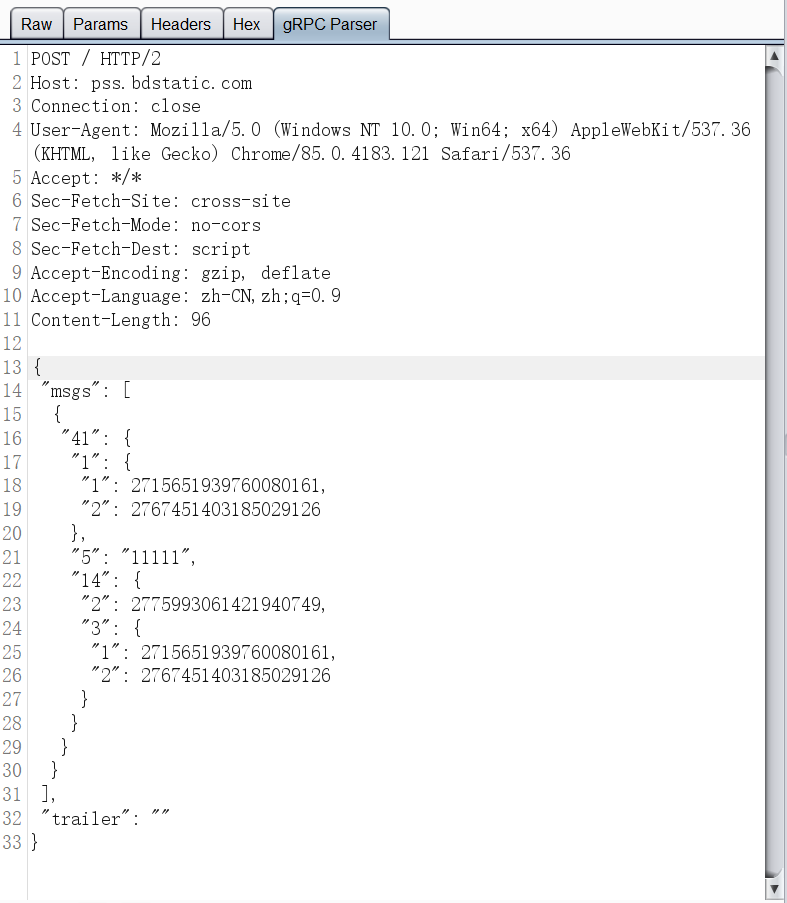 Raw Params Headers Hex gRPC Parser
1 POST / HTTP/2
2 Host: pss.bdstatic.com
3 Connection: close
4 User-Agent: Mozilla/5.0 (Windows NT 10.0; Win64; x64) AppleWebKit/537.36
(KHTML, like Gecko) Chrome/85.0.4183.121 Safari/537.36
5 Accept: */*
6 Sec-Fetch-Site: cross-site
7 Sec-Fetch-Mode: no-cors
8 Sec-Fetch-Dest: script
9 Accept-Encoding: gzip, deflate
10 Accept-Language: zh-CN,zh;q=0.9
11 Content-Length: 96
12
13 {
14 "msgs": [
15 {
16 "41": {
17 "1": {
18 "1": 2715651939760080161,
19 "2": 2767451403185029126
20 },
21 "5": "11111",
22 "14": {
23 "2": 2775993061421940749,
24 "3": {
25 "1": 2715651939760080161,
26 "2": 2767451403185029126
27 }
28 }
29 }
30 }
31 ],
32 "trailer": ""
33 }